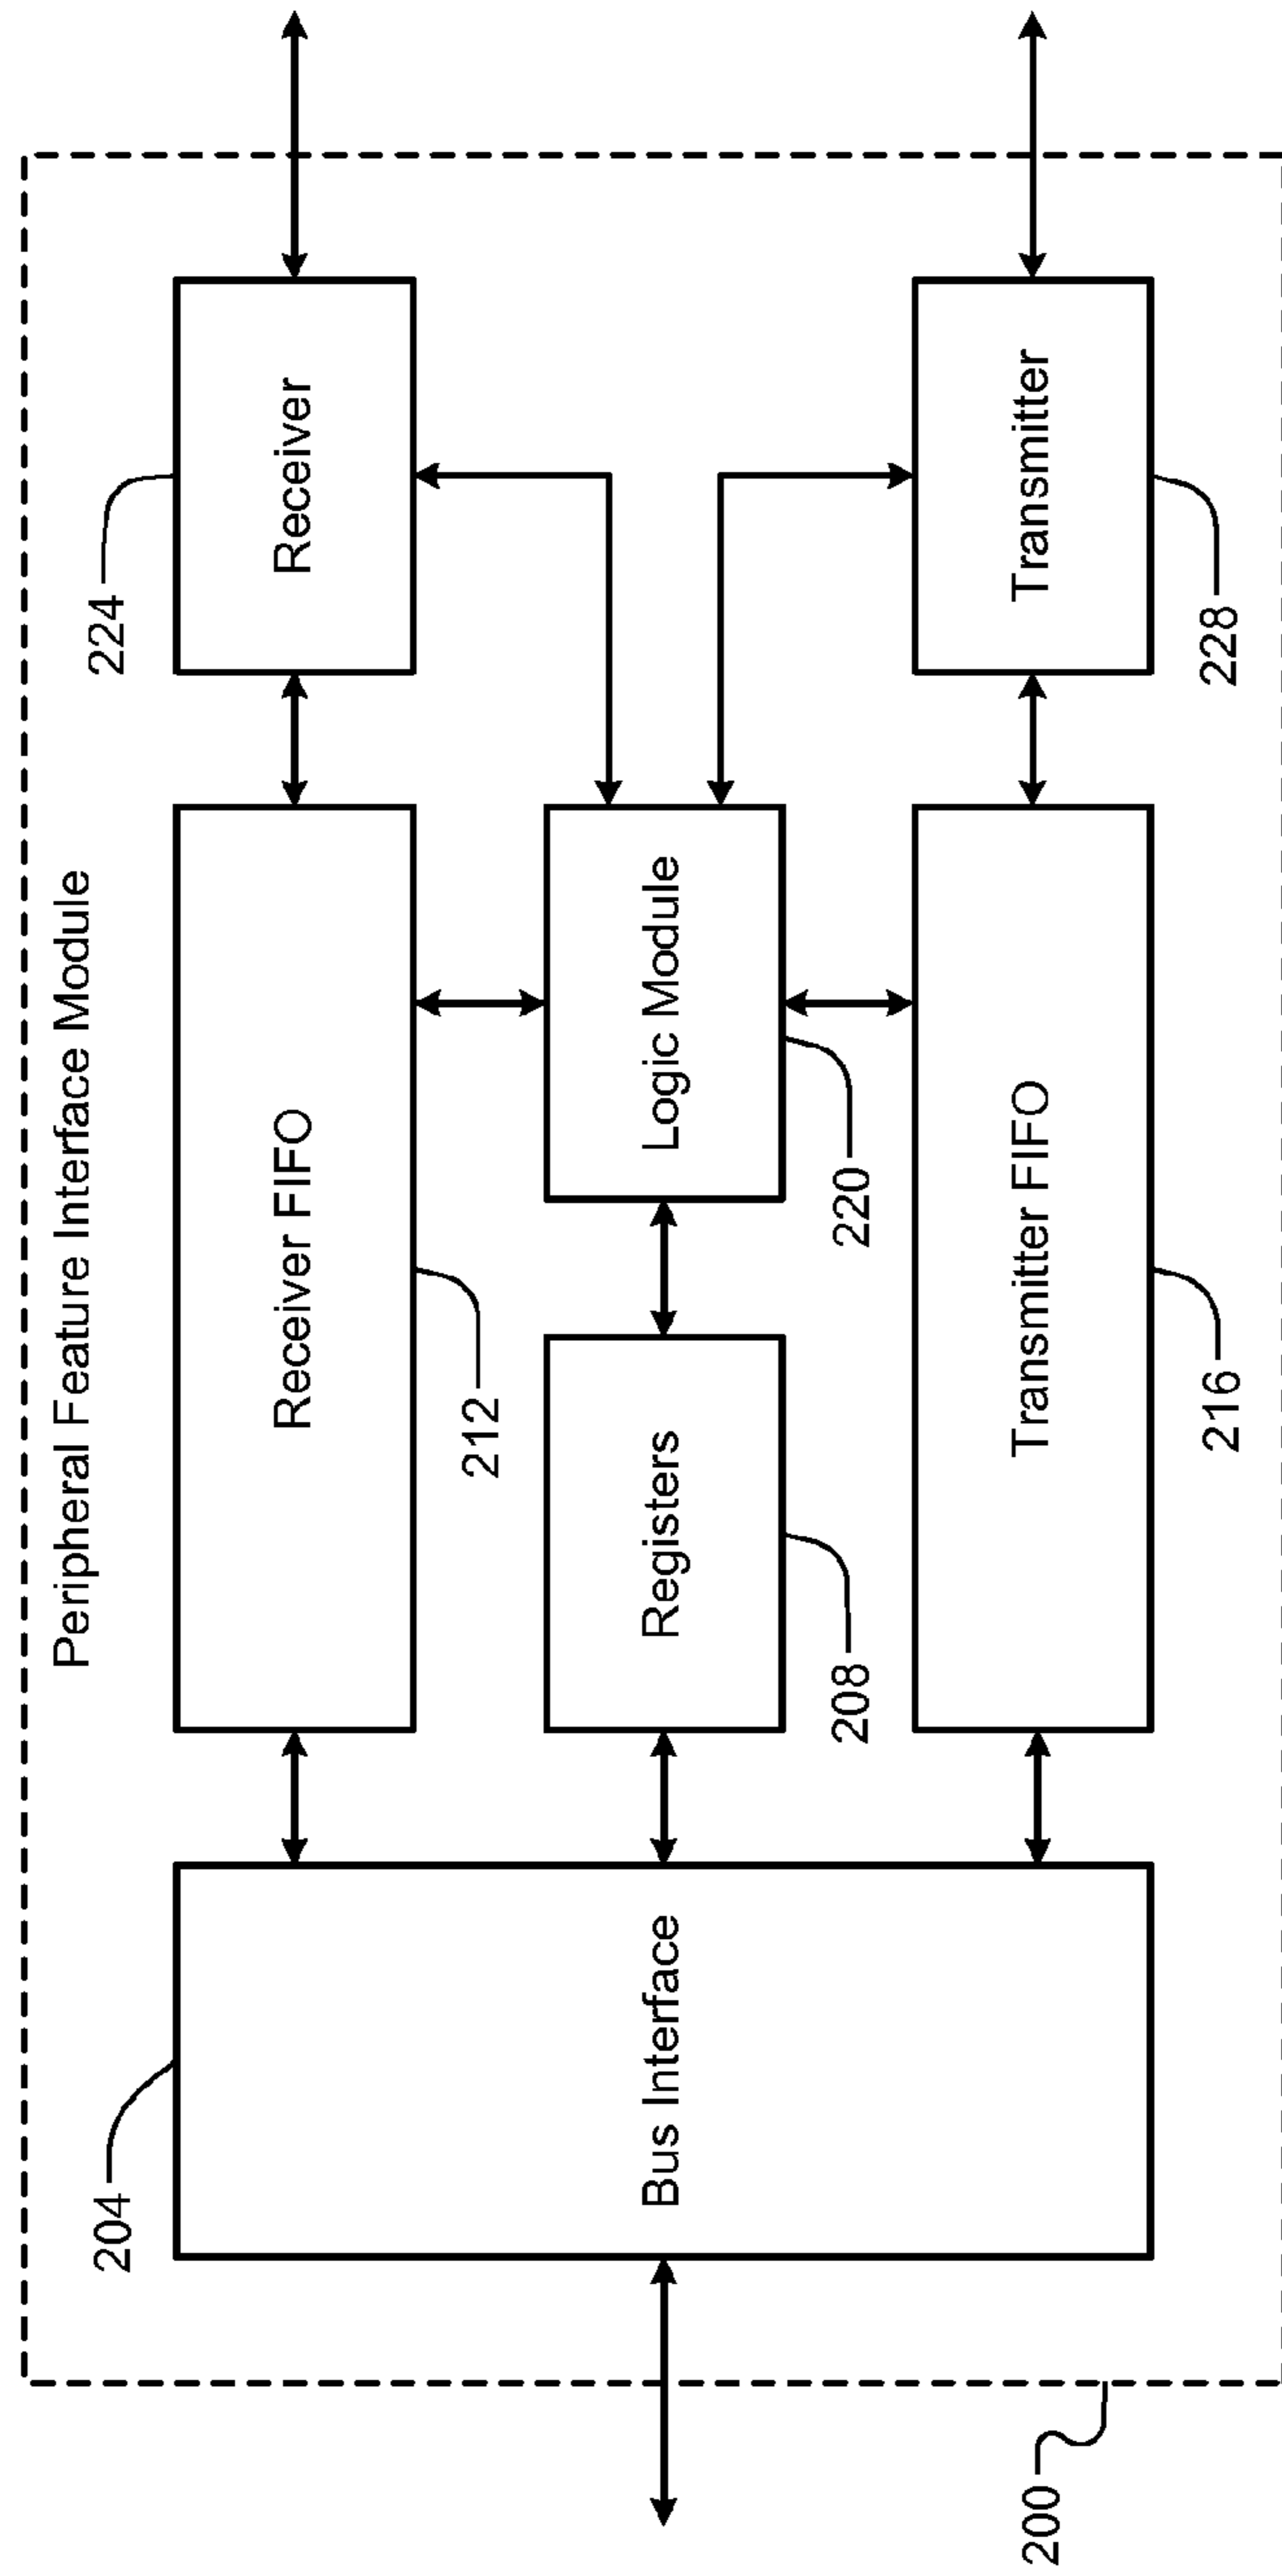 Peripheral Feature Interface Module
204
Bus Interface
Receiver FIFO
212
Receiver
224
Registers
208
Logic Module
220
Transmitter FIFO
216
Transmitter
228
200